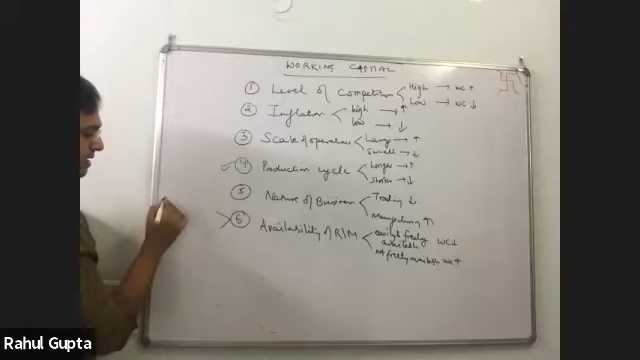 WORKING CAPITAL
① Level of Competition < High → WC ↑
Low → WC ↓
② Inflation < high → ↑
low → ↓
③ Scale of operation < Large → ↑
Small → ↓
④ Production cycle < Longer → ↑
Shorter → ↓
⑤ Nature of Business < Trading ↓
Manufacturing ↑
⑥ Availability of R/M < easily & freely available WC↓
not freely available WC ↑
Rahul Gupta